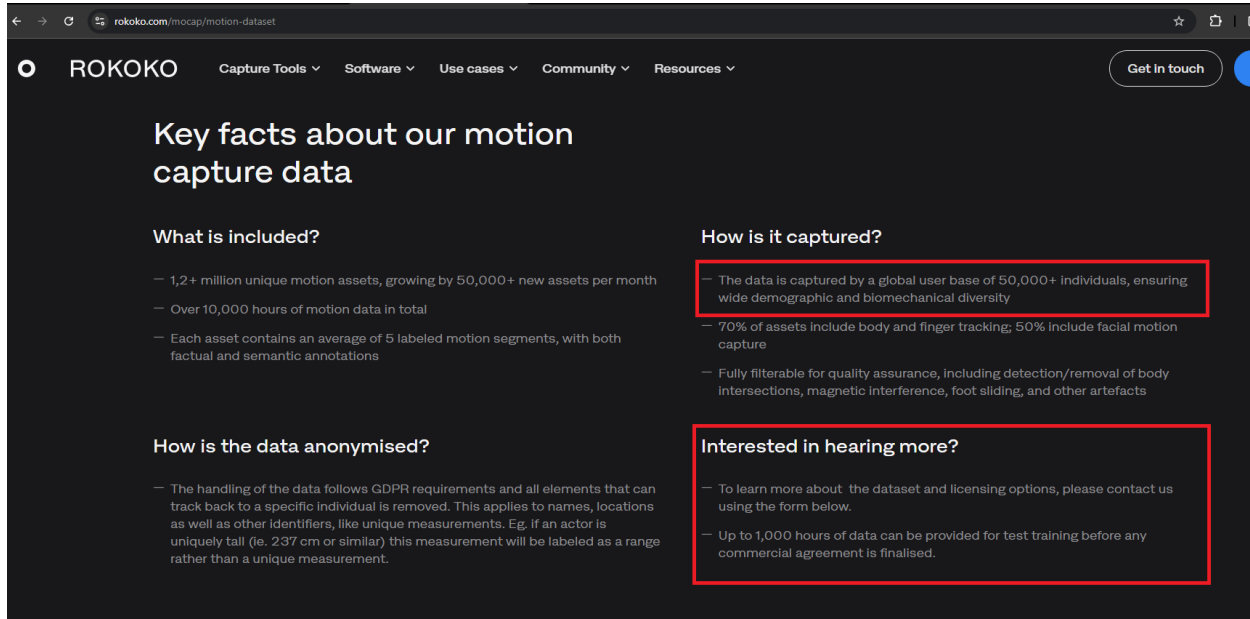 rokoko.com/mocap/motion-dataset
ROKOKO
Capture Tools
Software
Use cases
Community
Resources
Get in touch
Key facts about our motion
capture data
What is included?
— 1,2+ million unique motion assets, growing by 50,000+ new assets per month
— Over 10,000 hours of motion data in total
— Each asset contains an average of 5 labeled motion segments, with both
factual and semantic annotations
How is it captured?
— The data is captured by a global user base of 50,000+ individuals, ensuring
wide demographic and biomechanical diversity
— 70% of assets include body and finger tracking; 50% include facial motion
capture
— Fully filterable for quality assurance, including detection/removal of body
intersections, magnetic interference, foot sliding, and other artefacts
How is the data anonymised?
— The handling of the data follows GDPR requirements and all elements that can
track back to a specific individual is removed. This applies to names, locations
as well as other identifiers, like unique measurements. Eg. if an actor is
uniquely tall (ie. 237 cm or similar) this measurement will be labeled as a range
rather than a unique measurement.
Interested in hearing more?
— To learn more about the dataset and licensing options, please contact us
using the form below.
— Up to 1,000 hours of data can be provided for test training before any
commercial agreement is finalised.